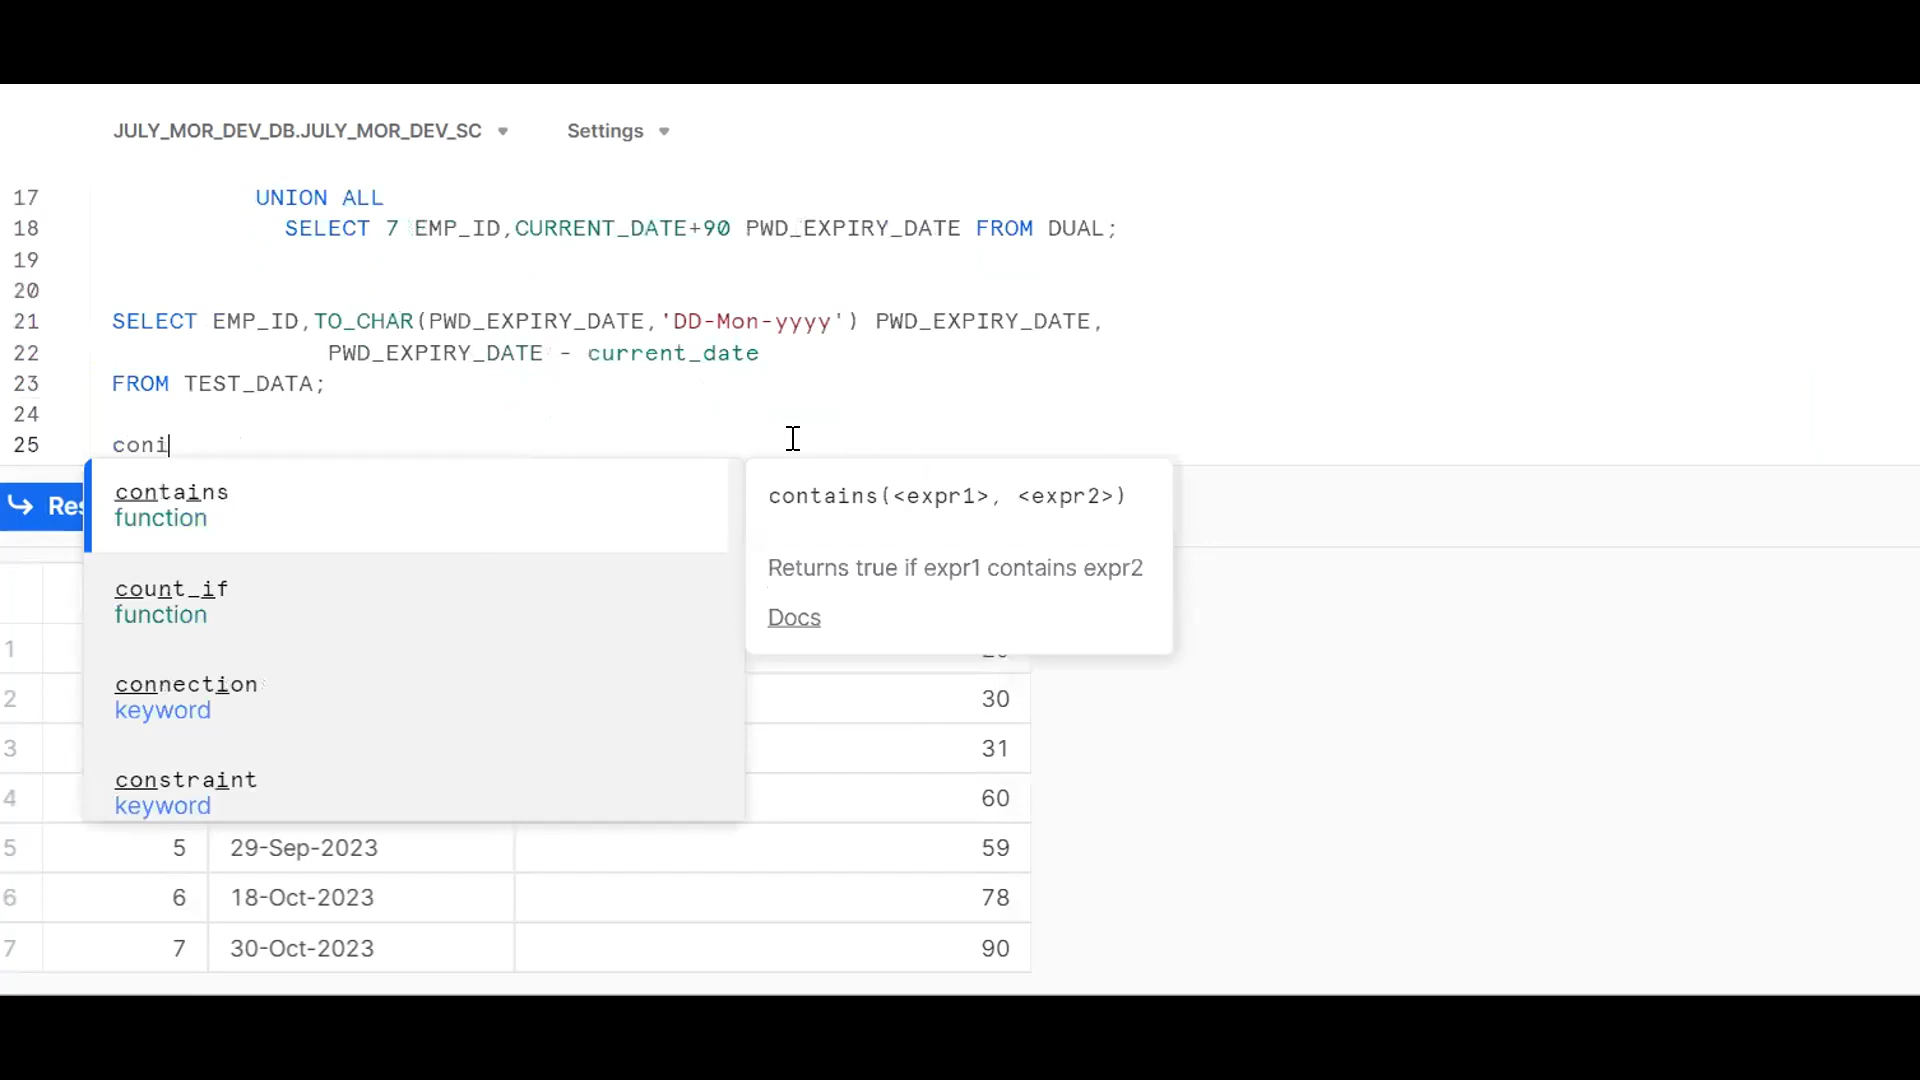 JULY_MOR_DEV_DB.JULY_MOR_DEV_SC Settings
17 UNION ALL
18 SELECT 7 EMP_ID,CURRENT_DATE+90 PWD_EXPIRY_DATE FROM DUAL;
19
20
21 SELECT EMP_ID,TO_CHAR(PWD_EXPIRY_DATE,'DD-Mon-yyyy') PWD_EXPIRY_DATE,
22 PWD_EXPIRY_DATE - current_date
23 FROM TEST_DATA;
24
25 coni
contains
function
count_if
function
connection
keyword
constraint
keyword
contains(<expr1>, <expr2>)
Returns true if expr1 contains expr2
Docs
1
2 30
3 31
4 60
5 5 29-Sep-2023 59
6 6 18-Oct-2023 78
7 7 30-Oct-2023 90